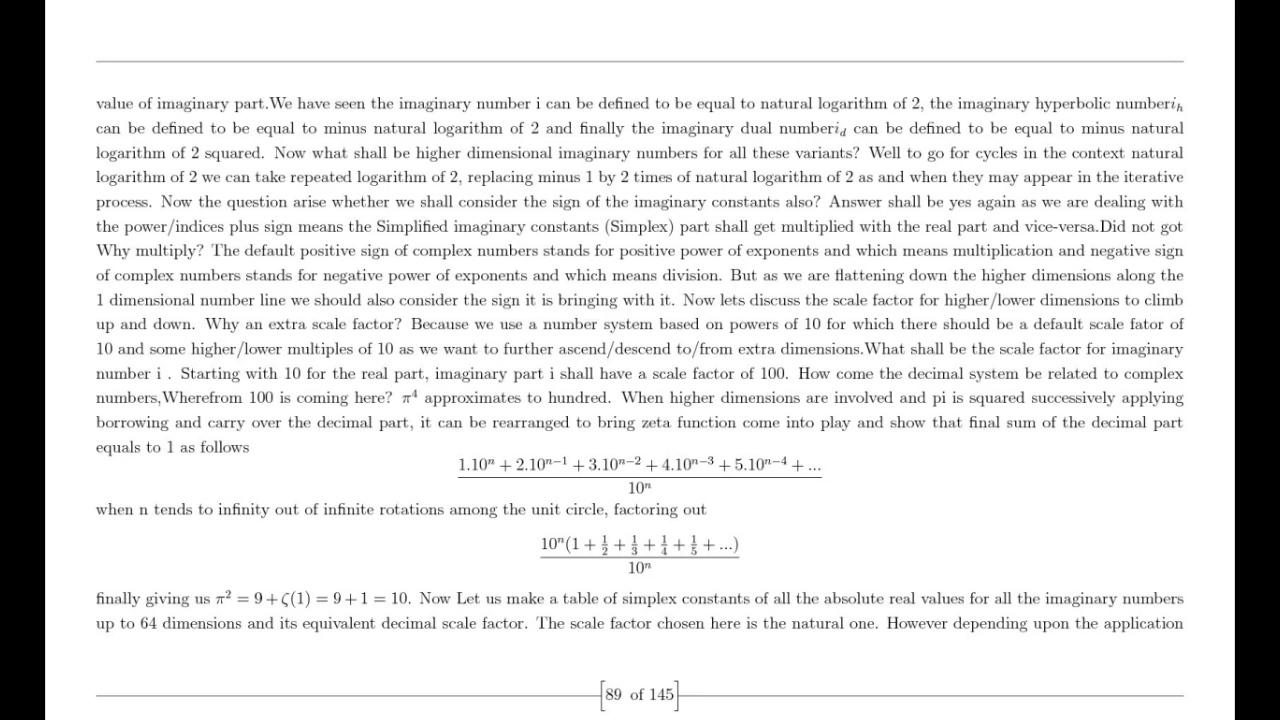 value of imaginary part.We have seen the imaginary number i can be defined to be equal to natural logarithm of 2, the imaginary hyperbolic numberiₕ
can be defined to be equal to minus natural logarithm of 2 and finally the imaginary dual numberi_d can be defined to be equal to minus natural
logarithm of 2 squared. Now what shall be higher dimensional imaginary numbers for all these variants? Well to go for cycles in the context natural
logarithm of 2 we can take repeated logarithm of 2, replacing minus 1 by 2 times of natural logarithm of 2 as and when they may appear in the iterative
process. Now the question arise whether we shall consider the sign of the imaginary constants also? Answer shall be yes again as we are dealing with
the power/indices plus sign means the Simplified imaginary constants (Simplex) part shall get multiplied with the real part and vice-versa.Did not got
Why multiply? The default positive sign of complex numbers stands for positive power of exponents and which means multiplication and negative sign
of complex numbers stands for negative power of exponents and which means division. But as we are flattening down the higher dimensions along the
1 dimensional number line we should also consider the sign it is bringing with it. Now lets discuss the scale factor for higher/lower dimensions to climb
up and down. Why an extra scale factor? Because we use a number system based on powers of 10 for which there should be a default scale fator of
10 and some higher/lower multiples of 10 as we want to further ascend/descend to/from extra dimensions.What shall be the scale factor for imaginary
number i . Starting with 10 for the real part, imaginary part i shall have a scale factor of 100. How come the decimal system be related to complex
numbers,Wherefrom 100 is coming here? π⁴ approximates to hundred. When higher dimensions are involved and pi is squared successively applying
borrowing and carry over the decimal part, it can be rearranged to bring zeta function come into play and show that final sum of the decimal part
equals to 1 as follows
1.10ⁿ + 2.10ⁿ⁻¹ + 3.10ⁿ⁻² + 4.10ⁿ⁻³ + 5.10ⁿ⁻⁴ + ...
10ⁿ
when n tends to infinity out of infinite rotations among the unit circle, factoring out
10ⁿ(1 + 1/2 + 1/3 + 1/4 + 1/5 + ...)
10ⁿ
finally giving us π² = 9 + ζ(1) = 9 + 1 = 10. Now Let us make a table of simplex constants of all the absolute real values for all the imaginary numbers
up to 64 dimensions and its equivalent decimal scale factor. The scale factor chosen here is the natural one. However depending upon the application
89 of 145